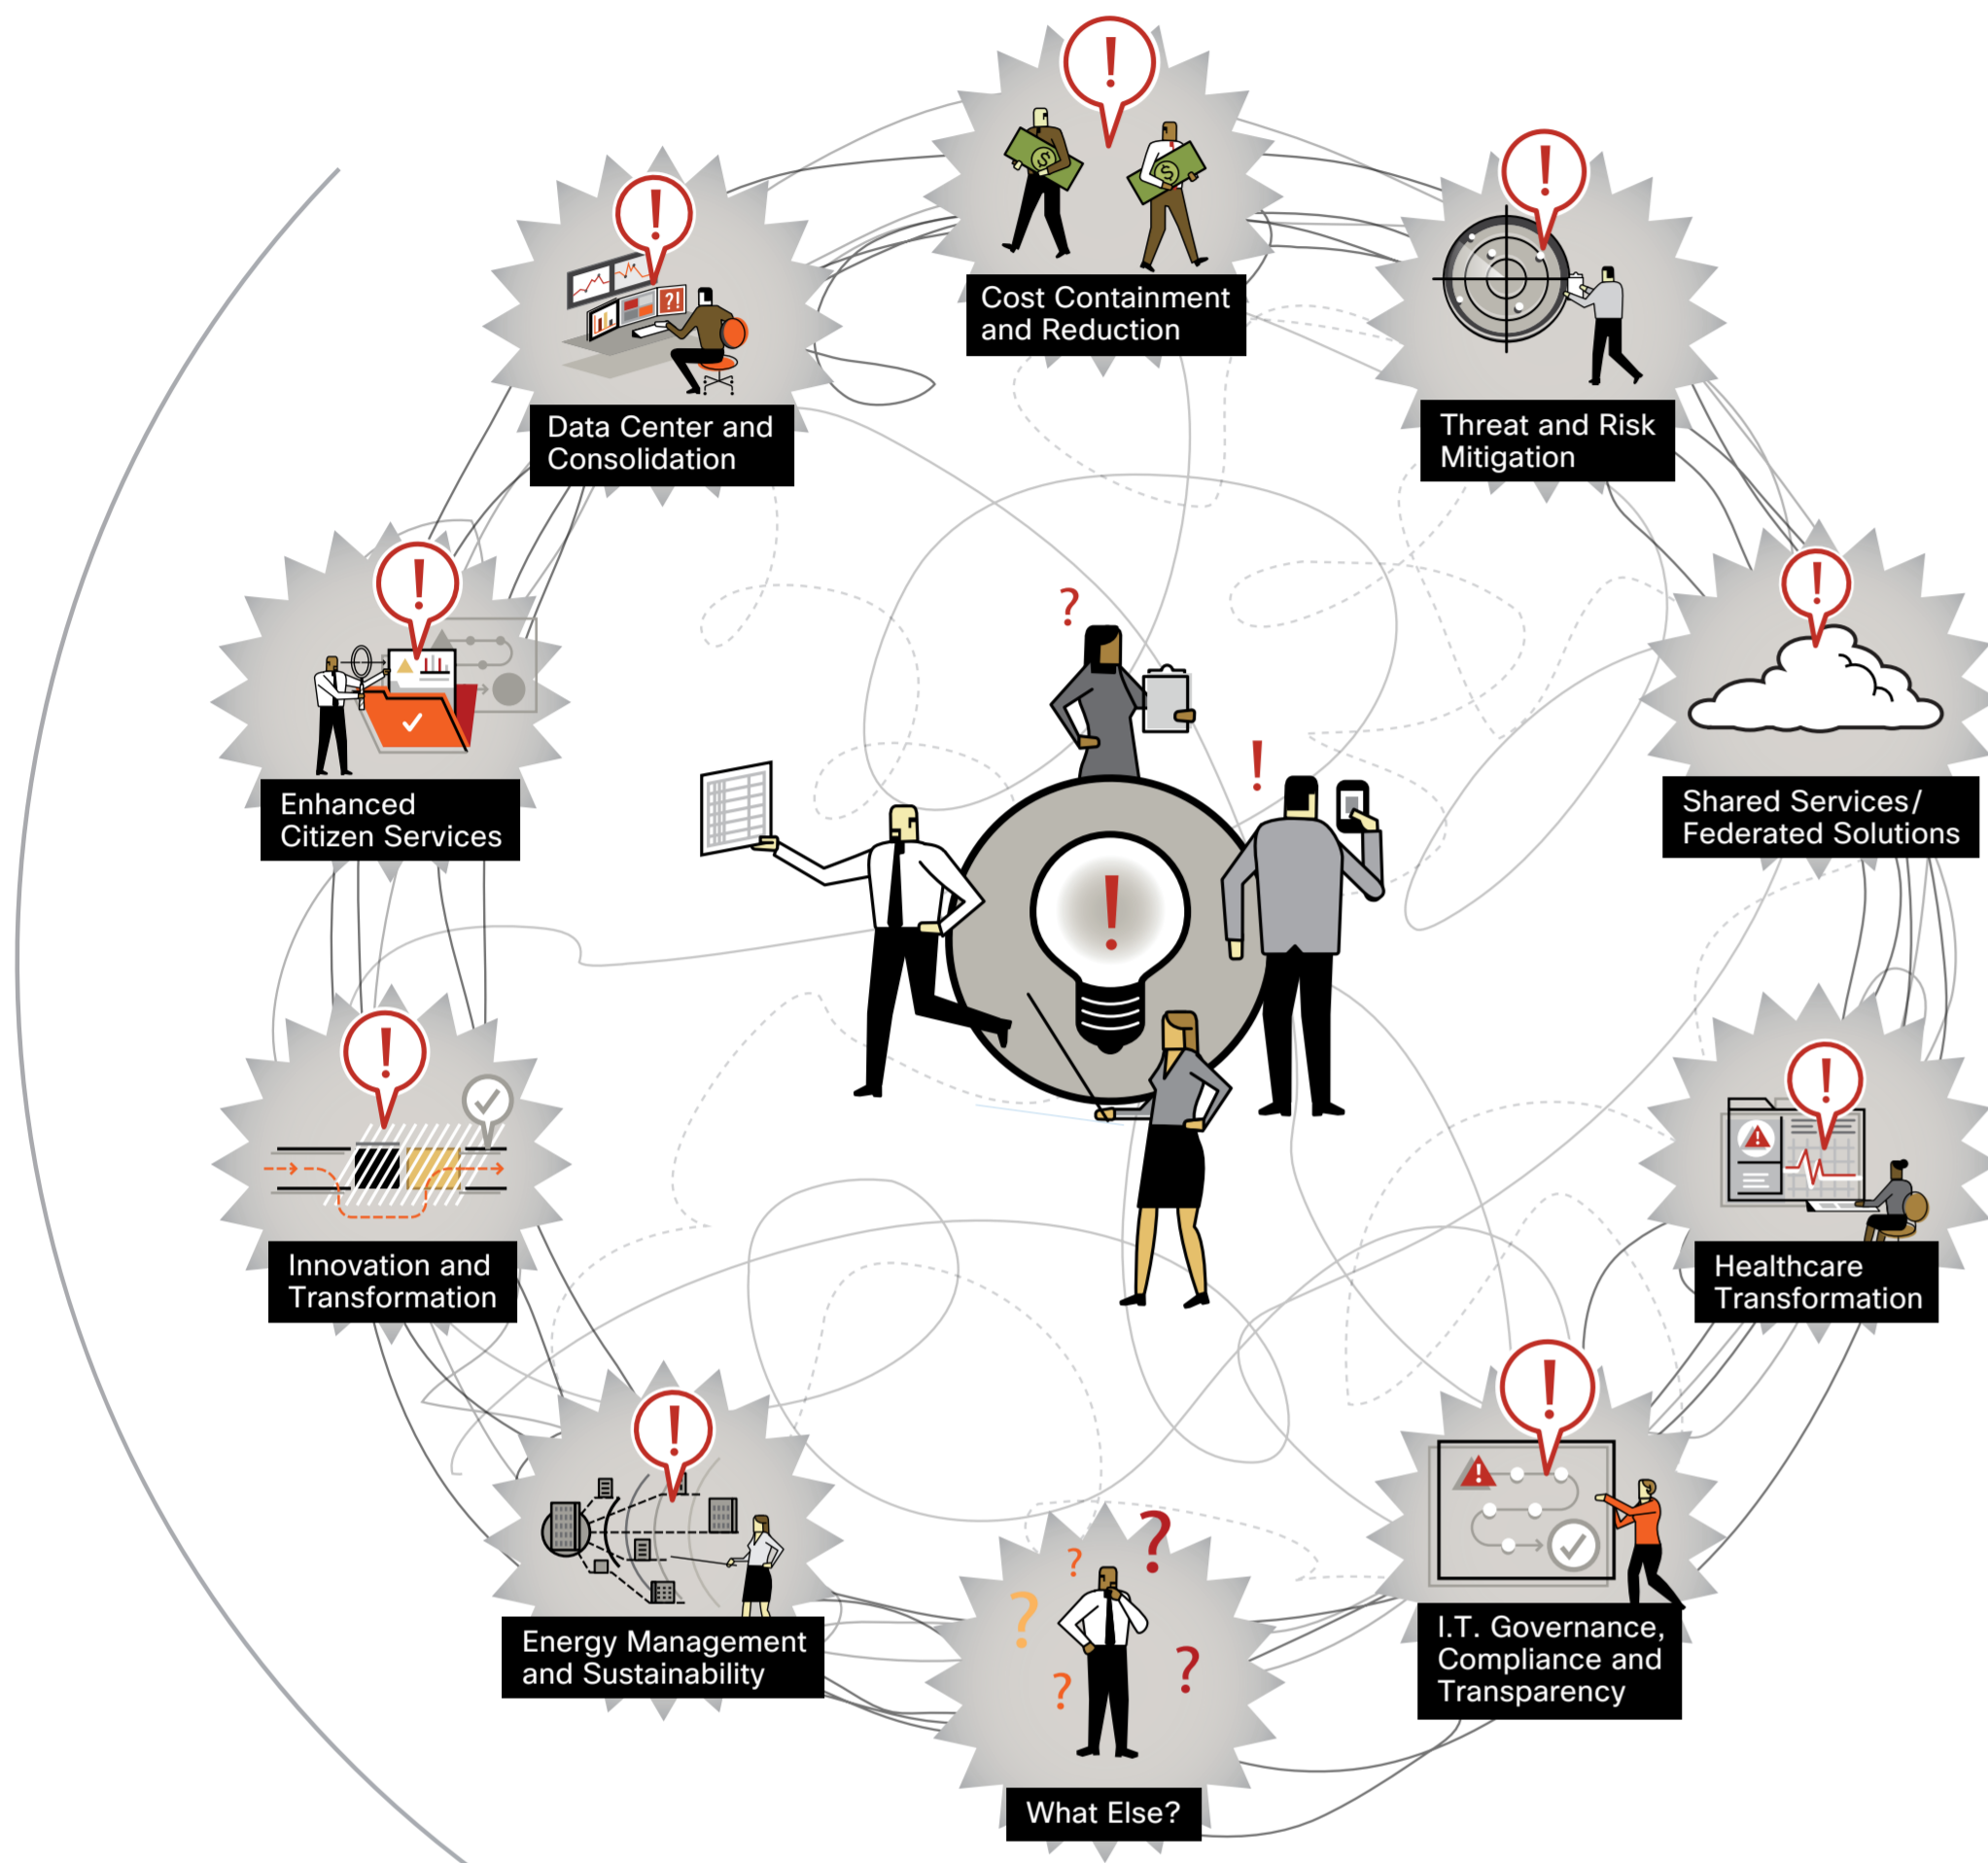 !
Cost Containment
and Reduction
$
$
!
Threat and Risk
Mitigation
!
Data Center and
Consolidation
?!
!
Shared Services/
Federated Solutions
!
Enhanced
Citizen Services
?
!
!
!
Healthcare
Transformation
!
!
Innovation and
Transformation
!
I.T. Governance,
Compliance and
Transparency
!
!
Energy Management
and Sustainability
?
?
?
?
?
What Else?